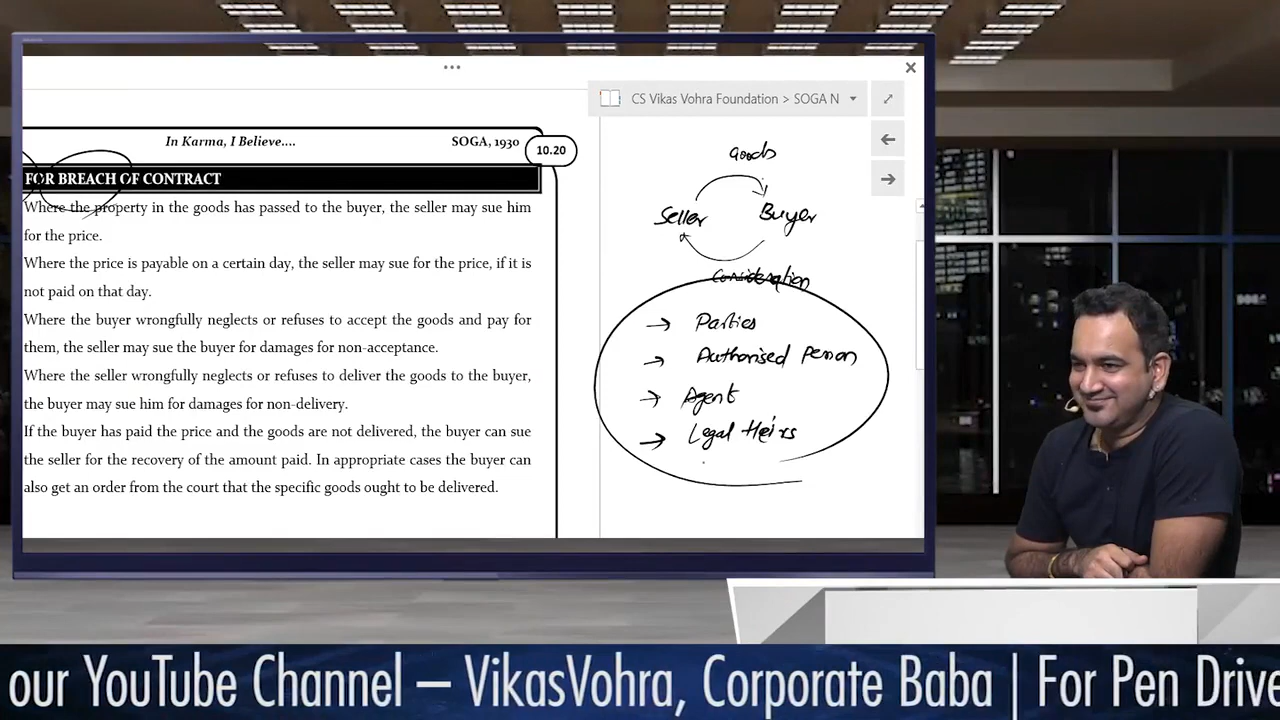 CS Vikas Vohra Foundation > SOGA N
In Karma, I Believe....
SOGA, 1930
10.20
FOR BREACH OF CONTRACT
Where the property in the goods has passed to the buyer, the seller may sue him
for the price.
Where the price is payable on a certain day, the seller may sue for the price, if it is
not paid on that day.
Where the buyer wrongfully neglects or refuses to accept the goods and pay for
them, the seller may sue the buyer for damages for non-acceptance.
Where the seller wrongfully neglects or refuses to deliver the goods to the buyer,
the buyer may sue him for damages for non-delivery.
If the buyer has paid the price and the goods are not delivered, the buyer can sue
the seller for the recovery of the amount paid. In appropriate cases the buyer can
also get an order from the court that the specific goods ought to be delivered.
Goods
Seller Buyer
Consideration
→ Parties
→ Authorised Person
→ Agent
→ Legal Heirs
our YouTube Channel – VikasVohra, Corporate Baba | For Pen Drive